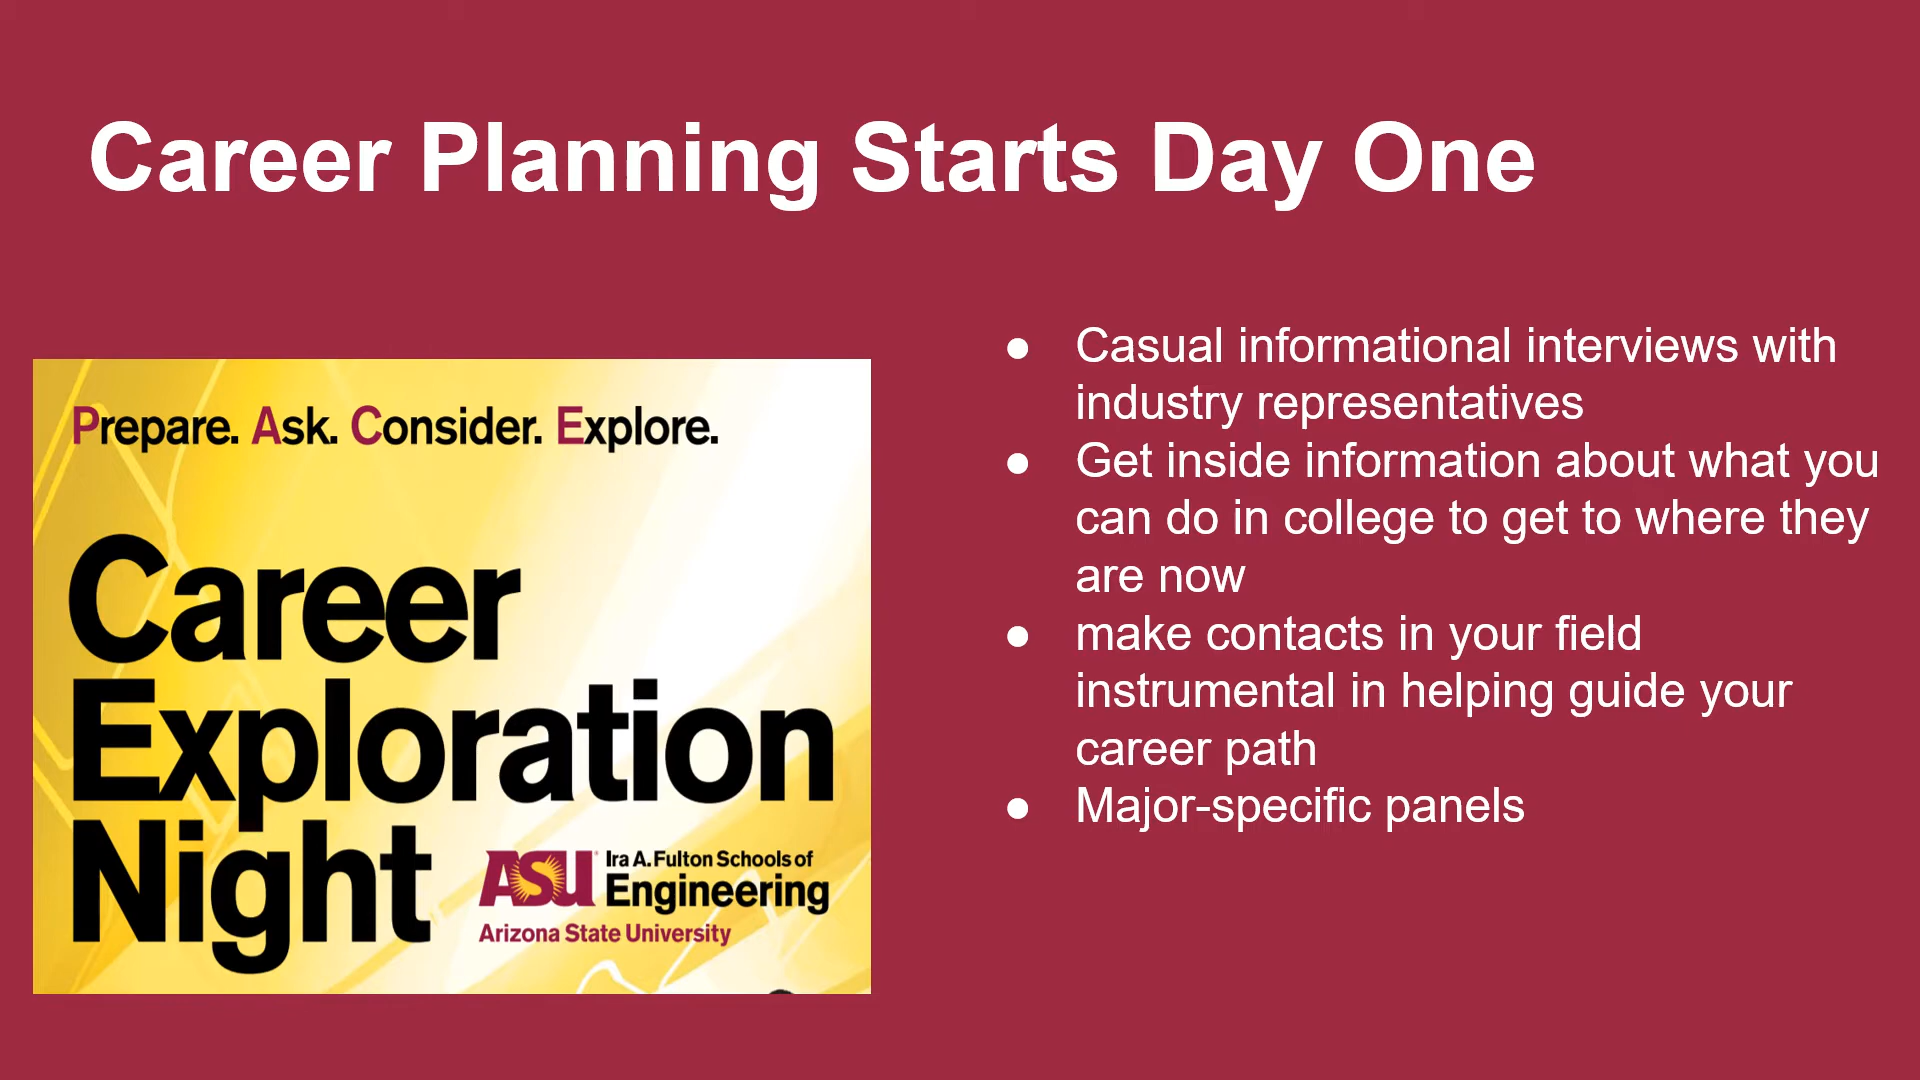 Career Planning Starts Day One
Prepare. Ask. Consider. Explore.
Career
Exploration
Night
ASU
Ira A. Fulton Schools of
Engineering
Arizona State University
● Casual informational interviews with
industry representatives
● Get inside information about what you
can do in college to get to where they
are now
● make contacts in your field
instrumental in helping guide your
career path
● Major-specific panels